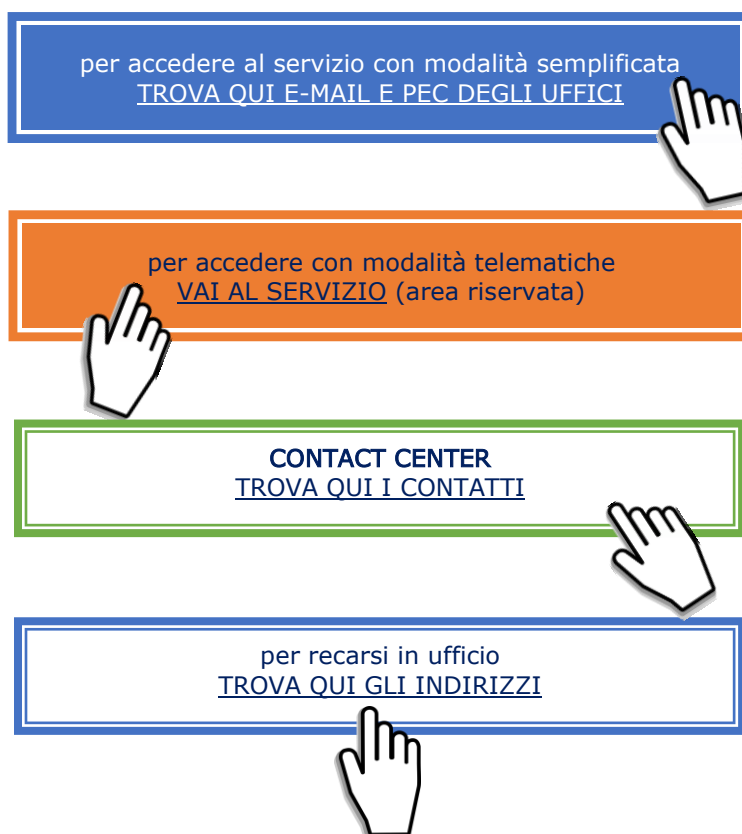 per accedere al servizio con modalità semplificata
TROVA QUI E-MAIL E PEC DEGLI UFFICI
per accedere con modalità telematiche
VAI AL SERVIZIO (area riservata)
CONTACT CENTER
TROVA QUI I CONTATTI
per recarsi in ufficio
TROVA QUI GLI INDIRIZZI